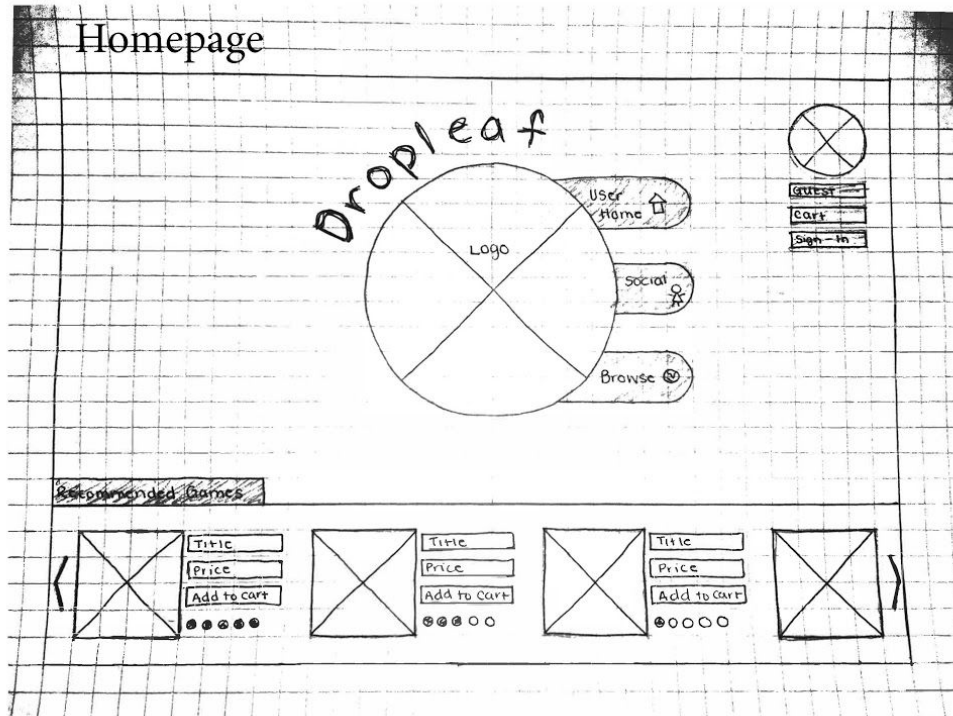 Homepage
Dropleaf
Logo
User
Home
Social
Browse
Guest
Cart
Sign-In
Recommended Games
Title
Price
Add to cart
Title
Price
Add to cart
Title
Price
Add to cart